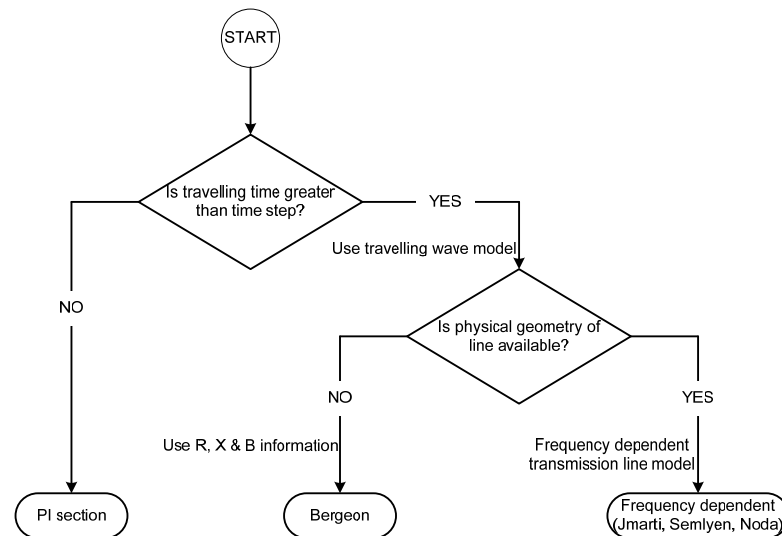 START
Is travelling time greater
than time step?
YES
Use travelling wave model
NO
Is physical geometry of
line available?
NO
YES
Use R, X & B information
Frequency dependent
transmission line model
PI section
Bergeon
Frequency dependent
(Jmarti, Semlyen, Noda)